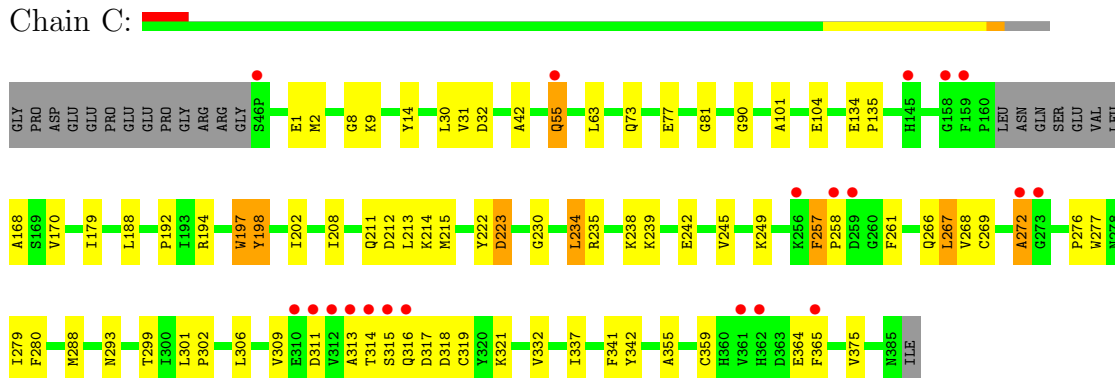 Chain C:
GLY PRO ASP GLU GLU PRO GLU GLU PRO GLY ARG ARG GLY S46P E1 M2 G8 K9 Y14 L30 V31 D32 A42 Q55 L63 Q73 E77 G81 G90 A101 E104 E134 P135 H145 G158 F159 P160 LEU ASN GLN SER GLU VAL LEU
A168 S169 V170 I179 L188 P192 I193 R194 W197 Y198 I202 I208 Q211 D212 L213 K214 M215 Y222 D223 G230 L234 R235 K238 K239 E242 V245 K249 K256 F257 P258 D259 G260 F261 Q266 L267 V268 C269 A272 G273 P276 W277 N278
I279 F280 M288 N293 T299 I300 L301 P302 L306 V309 E310 D311 V312 A313 T314 S315 Q316 D317 D318 C319 Y320 K321 V332 I337 F341 Y342 A355 C359 H360 V361 H362 D363 E364 F365 V375 N385 ILE